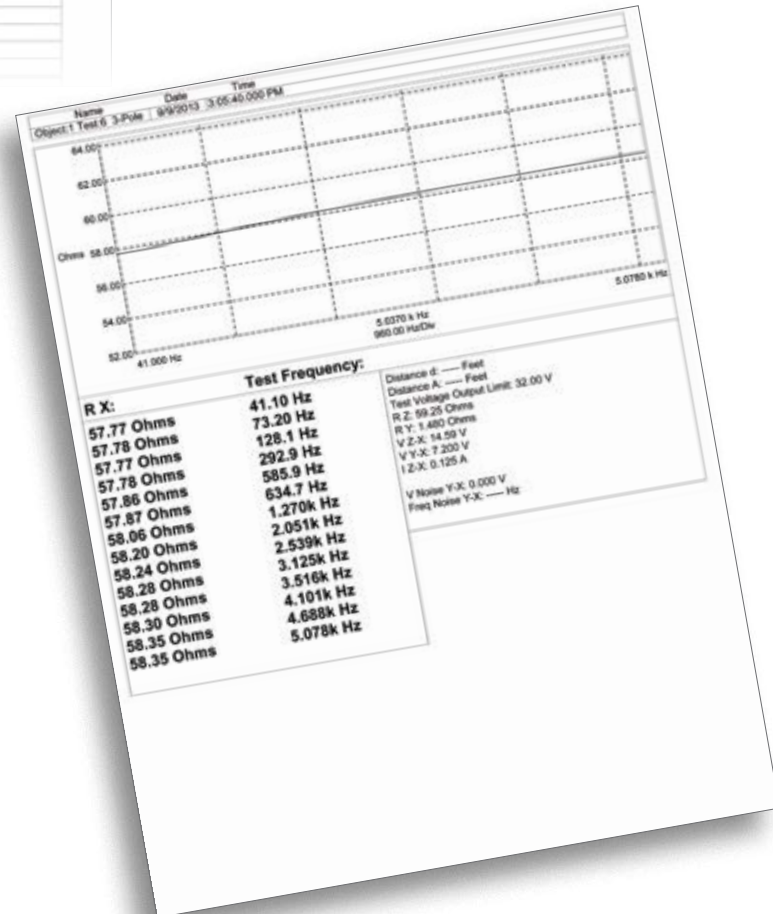 Name Date Time
Object:1 Test:6 3-Pole 9/9/2013 3:05:40.000 PM
64.00
62.00
60.00
Ohms 58.00
56.00
54.00
52.00
41.000 Hz
5.0370 k Hz
960.00 Hz/Div
5.0780 k Hz
R X: Test Frequency:
57.77 Ohms 41.10 Hz
57.78 Ohms 73.20 Hz
57.77 Ohms 128.1 Hz
57.78 Ohms 292.9 Hz
57.86 Ohms 585.9 Hz
57.87 Ohms 634.7 Hz
58.06 Ohms 1.270k Hz
58.20 Ohms 2.051k Hz
58.24 Ohms 2.539k Hz
58.28 Ohms 3.125k Hz
58.28 Ohms 3.516k Hz
58.30 Ohms 4.101k Hz
58.35 Ohms 4.688k Hz
58.35 Ohms 5.078k Hz
Distance d: ---- Feet
Distance A: ---- Feet
Test Voltage Output Limit: 32.00 V
R Z: 59.25 Ohms
R Y: 1.480 Ohms
V Z-X: 14.59 V
V Y-X: 7.200 V
I Z-X: 0.125 A
V Noise Y-X: 0.000 V
Freq Noise Y-X: ---- Hz